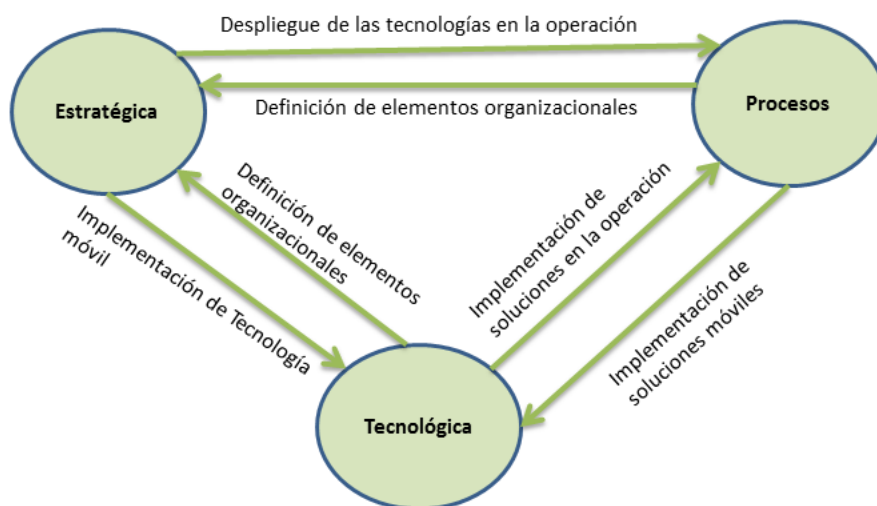 Despliegue de las tecnologías en la operación
Estratégica
Procesos
Definición de elementos organizacionales
Definición de elementos
organizacionales
Implementación de Tecnología
móvil
Implementación de
soluciones en la operación
Implementación de
soluciones móviles
Tecnológica